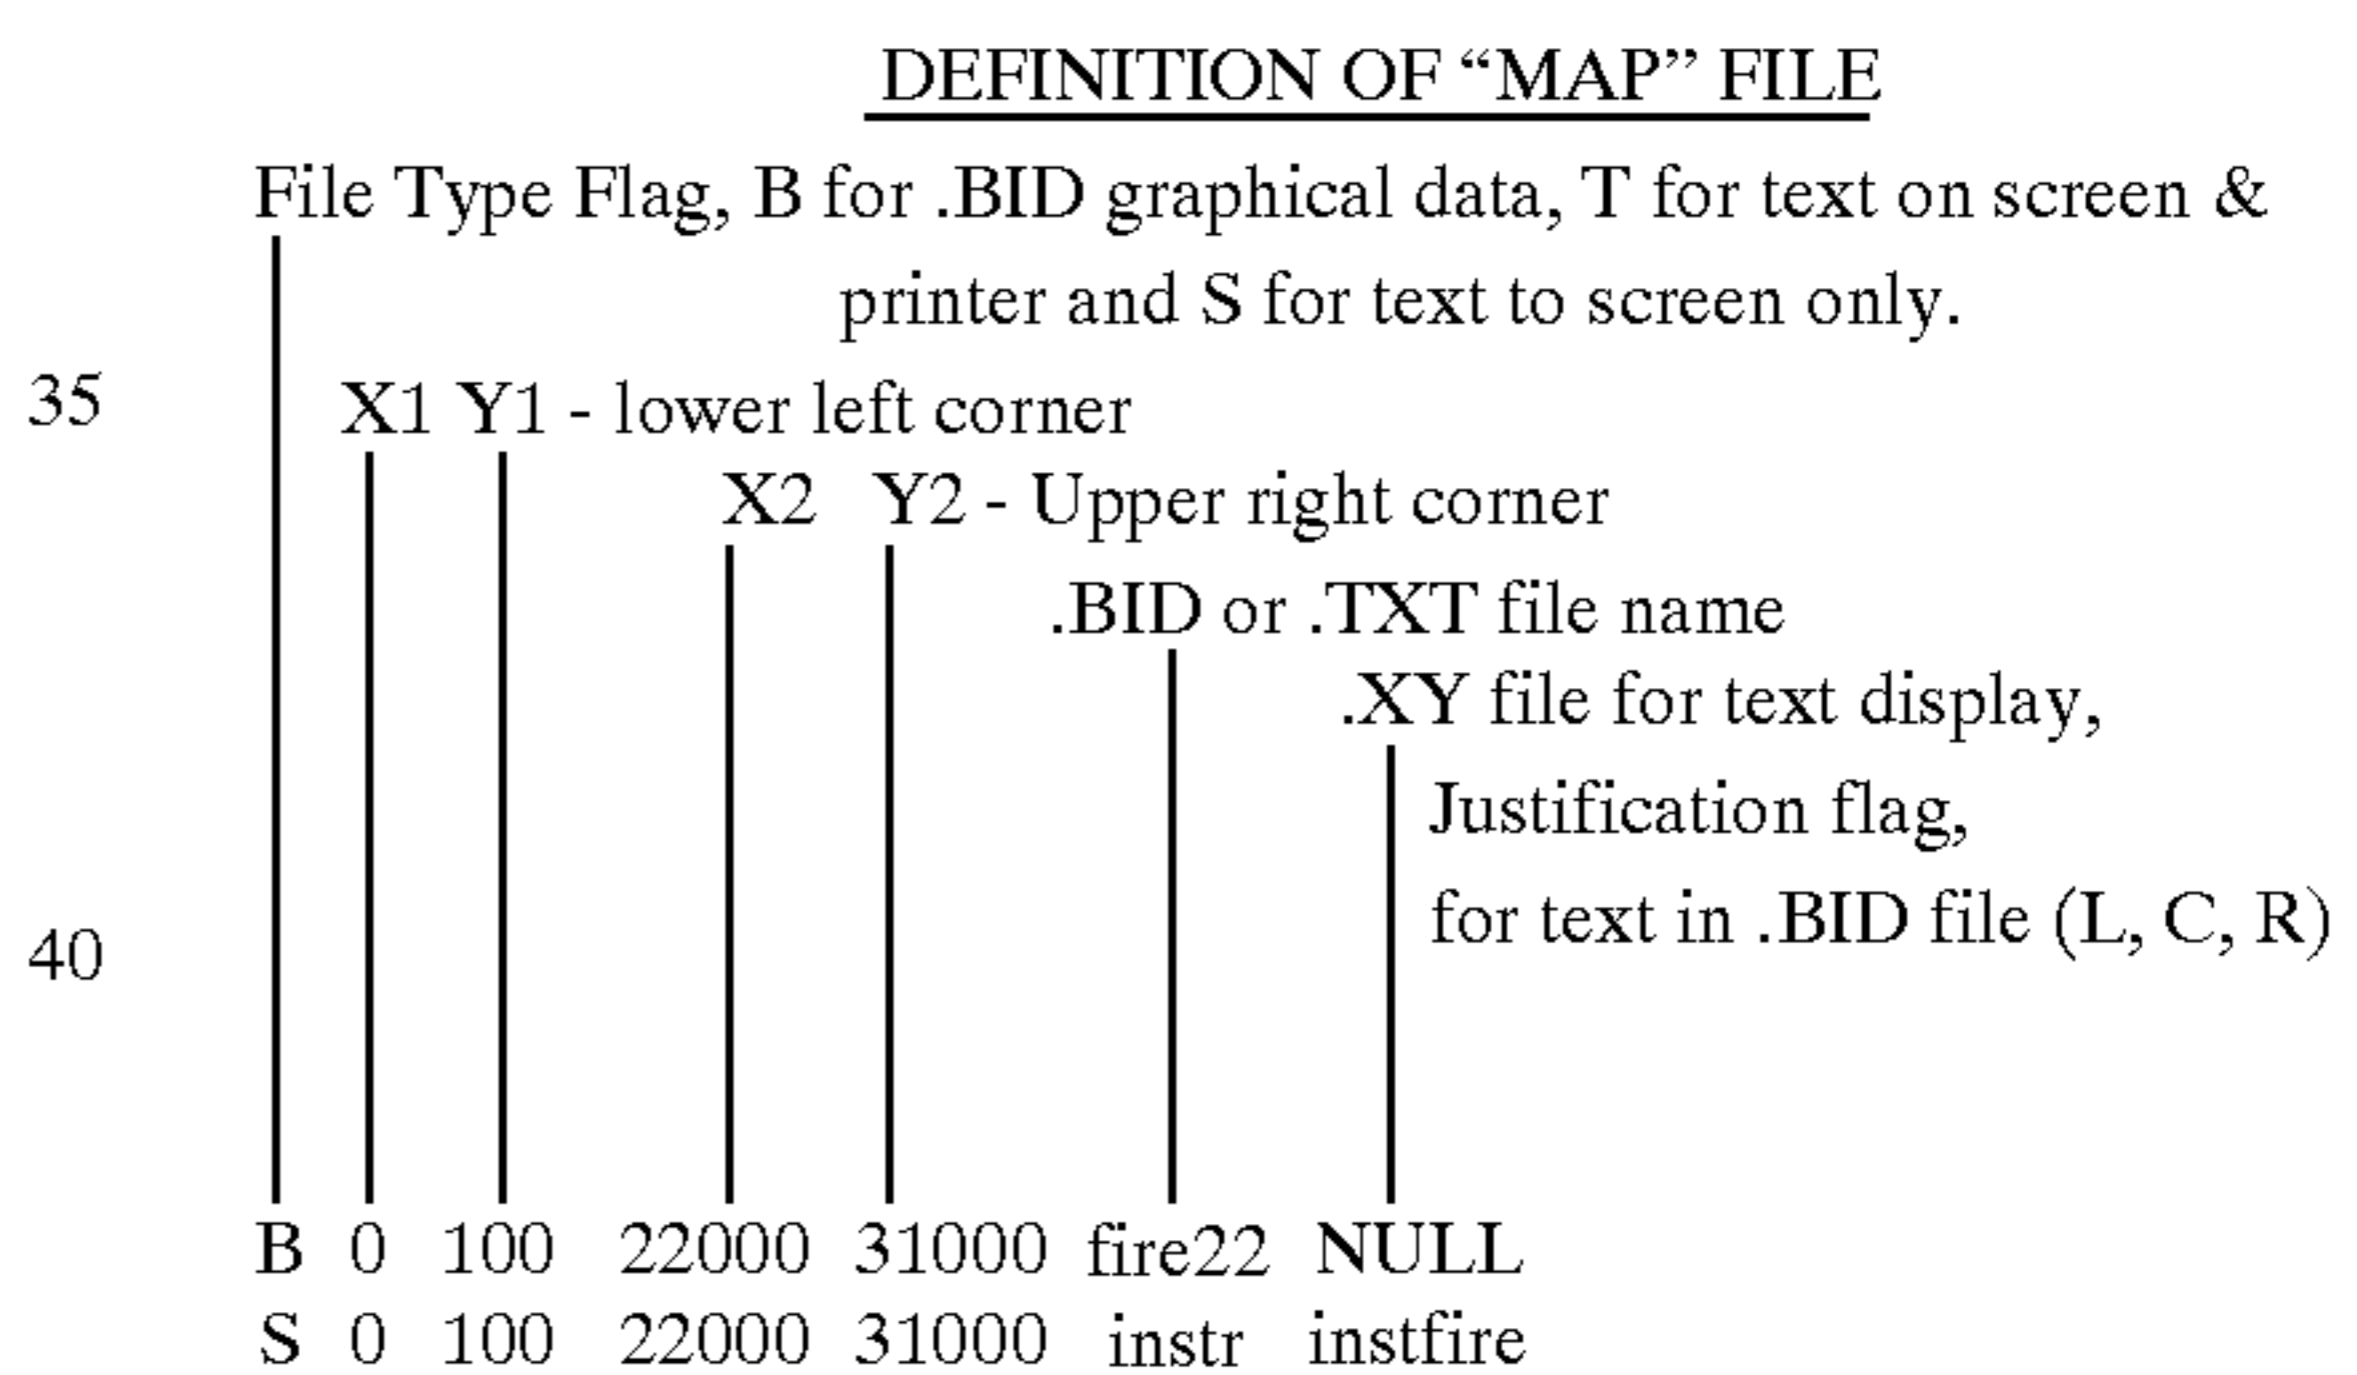 DEFINITION OF “MAP” FILE
File Type Flag, B for .BID graphical data, T for text on screen &
printer and S for text to screen only.
35 X1 Y1 - lower left corner
X2 Y2 - Upper right corner
.BID or .TXT file name
.XY file for text display,
Justification flag,
for text in .BID file (L, C, R)
40
B 0 100 22000 31000 fire22 NULL
S 0 100 22000 31000 instr instfire